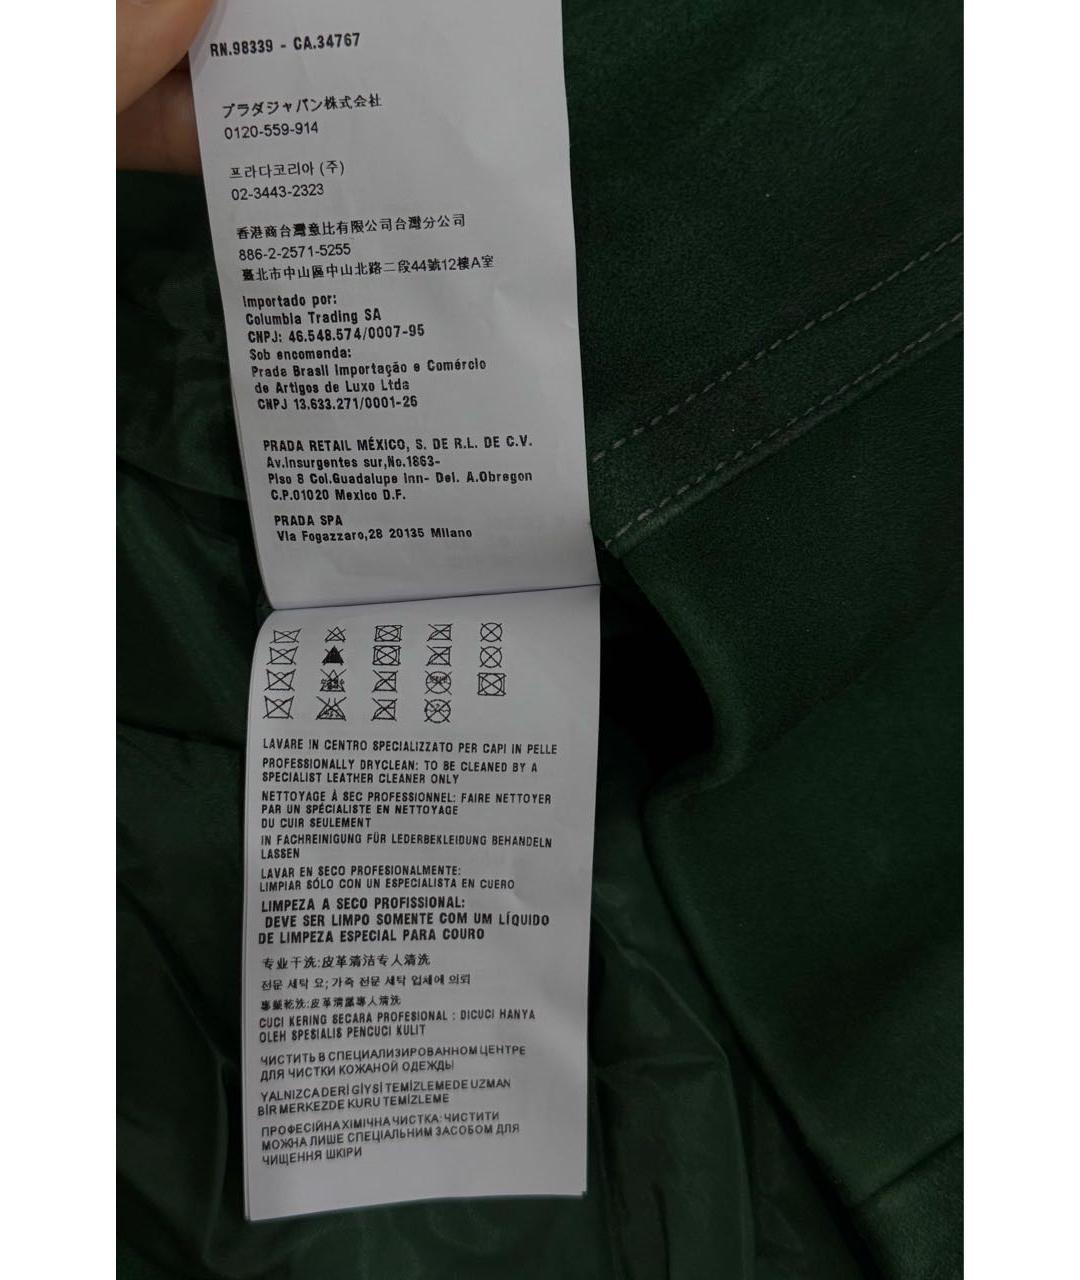 RN.98339 - CA.34767
プラダジャパン株式会社
0120-559-914
프라다코리아 (주)
02-3443-2323
香港商台灣意比有限公司台灣分公司
886-2-2571-5255
臺北市中山區中山北路二段44號12樓A室
Importado por:
Columbia Trading SA
CNPJ: 46.548.574/0007-95
Sob encomenda:
Prada Brasil Importação e Comércio
de Artigos de Luxo Ltda
CNPJ 13.633.271/0001-26
PRADA RETAIL MÉXICO, S. DE R.L. DE C.V.
Av.Insurgentes sur,No.1863-
Piso 8 Col.Guadalupe Inn- Del. A.Obregon
C.P.01020 Mexico D.F.
PRADA SPA
Via Fogazzaro,28 20135 Milano
LAVARE IN CENTRO SPECIALIZZATO PER CAPI IN PELLE
PROFESSIONALLY DRYCLEAN: TO BE CLEANED BY A
SPECIALIST LEATHER CLEANER ONLY
NETTOYAGE À SEC PROFESSIONNEL: FAIRE NETTOYER
PAR UN SPÉCIALISTE EN NETTOYAGE
DU CUIR SEULEMENT
IN FACHREINIGUNG FÜR LEDERBEKLEIDUNG BEHANDELN
LASSEN
LAVAR EN SECO PROFESIONALMENTE:
LIMPIAR SÓLO CON UN ESPECIALISTA EN CUERO
LIMPEZA A SECO PROFISSIONAL:
DEVE SER LIMPO SOMENTE COM UM LÍQUIDO
DE LIMPEZA ESPECIAL PARA COURO
专业干洗:皮革清洁专人清洗
전문 세탁 요; 가죽 전문 세탁 업체에 의뢰
專業乾洗:皮革清潔專人清洗
CUCI KERING SECARA PROFESIONAL : DICUCI HANYA
OLEH SPESIALIS PENCUCI KULIT
ЧИСТИТЬ В СПЕЦИАЛИЗИРОВАННОМ ЦЕНТРЕ
ДЛЯ ЧИСТКИ КОЖАНОЙ ОДЕЖДЫ
YALNIZCA DERİ GİYSİ TEMİZLEMEDE UZMAN
BİR MERKEZDE KURU TEMİZLEME
ПРОФЕСІЙНА ХІМІЧНА ЧИСТКА: ЧИСТИТИ
МОЖНА ЛИШЕ СПЕЦІАЛЬНИМ ЗАСОБОМ ДЛЯ
ЧИЩЕННЯ ШКІРИ